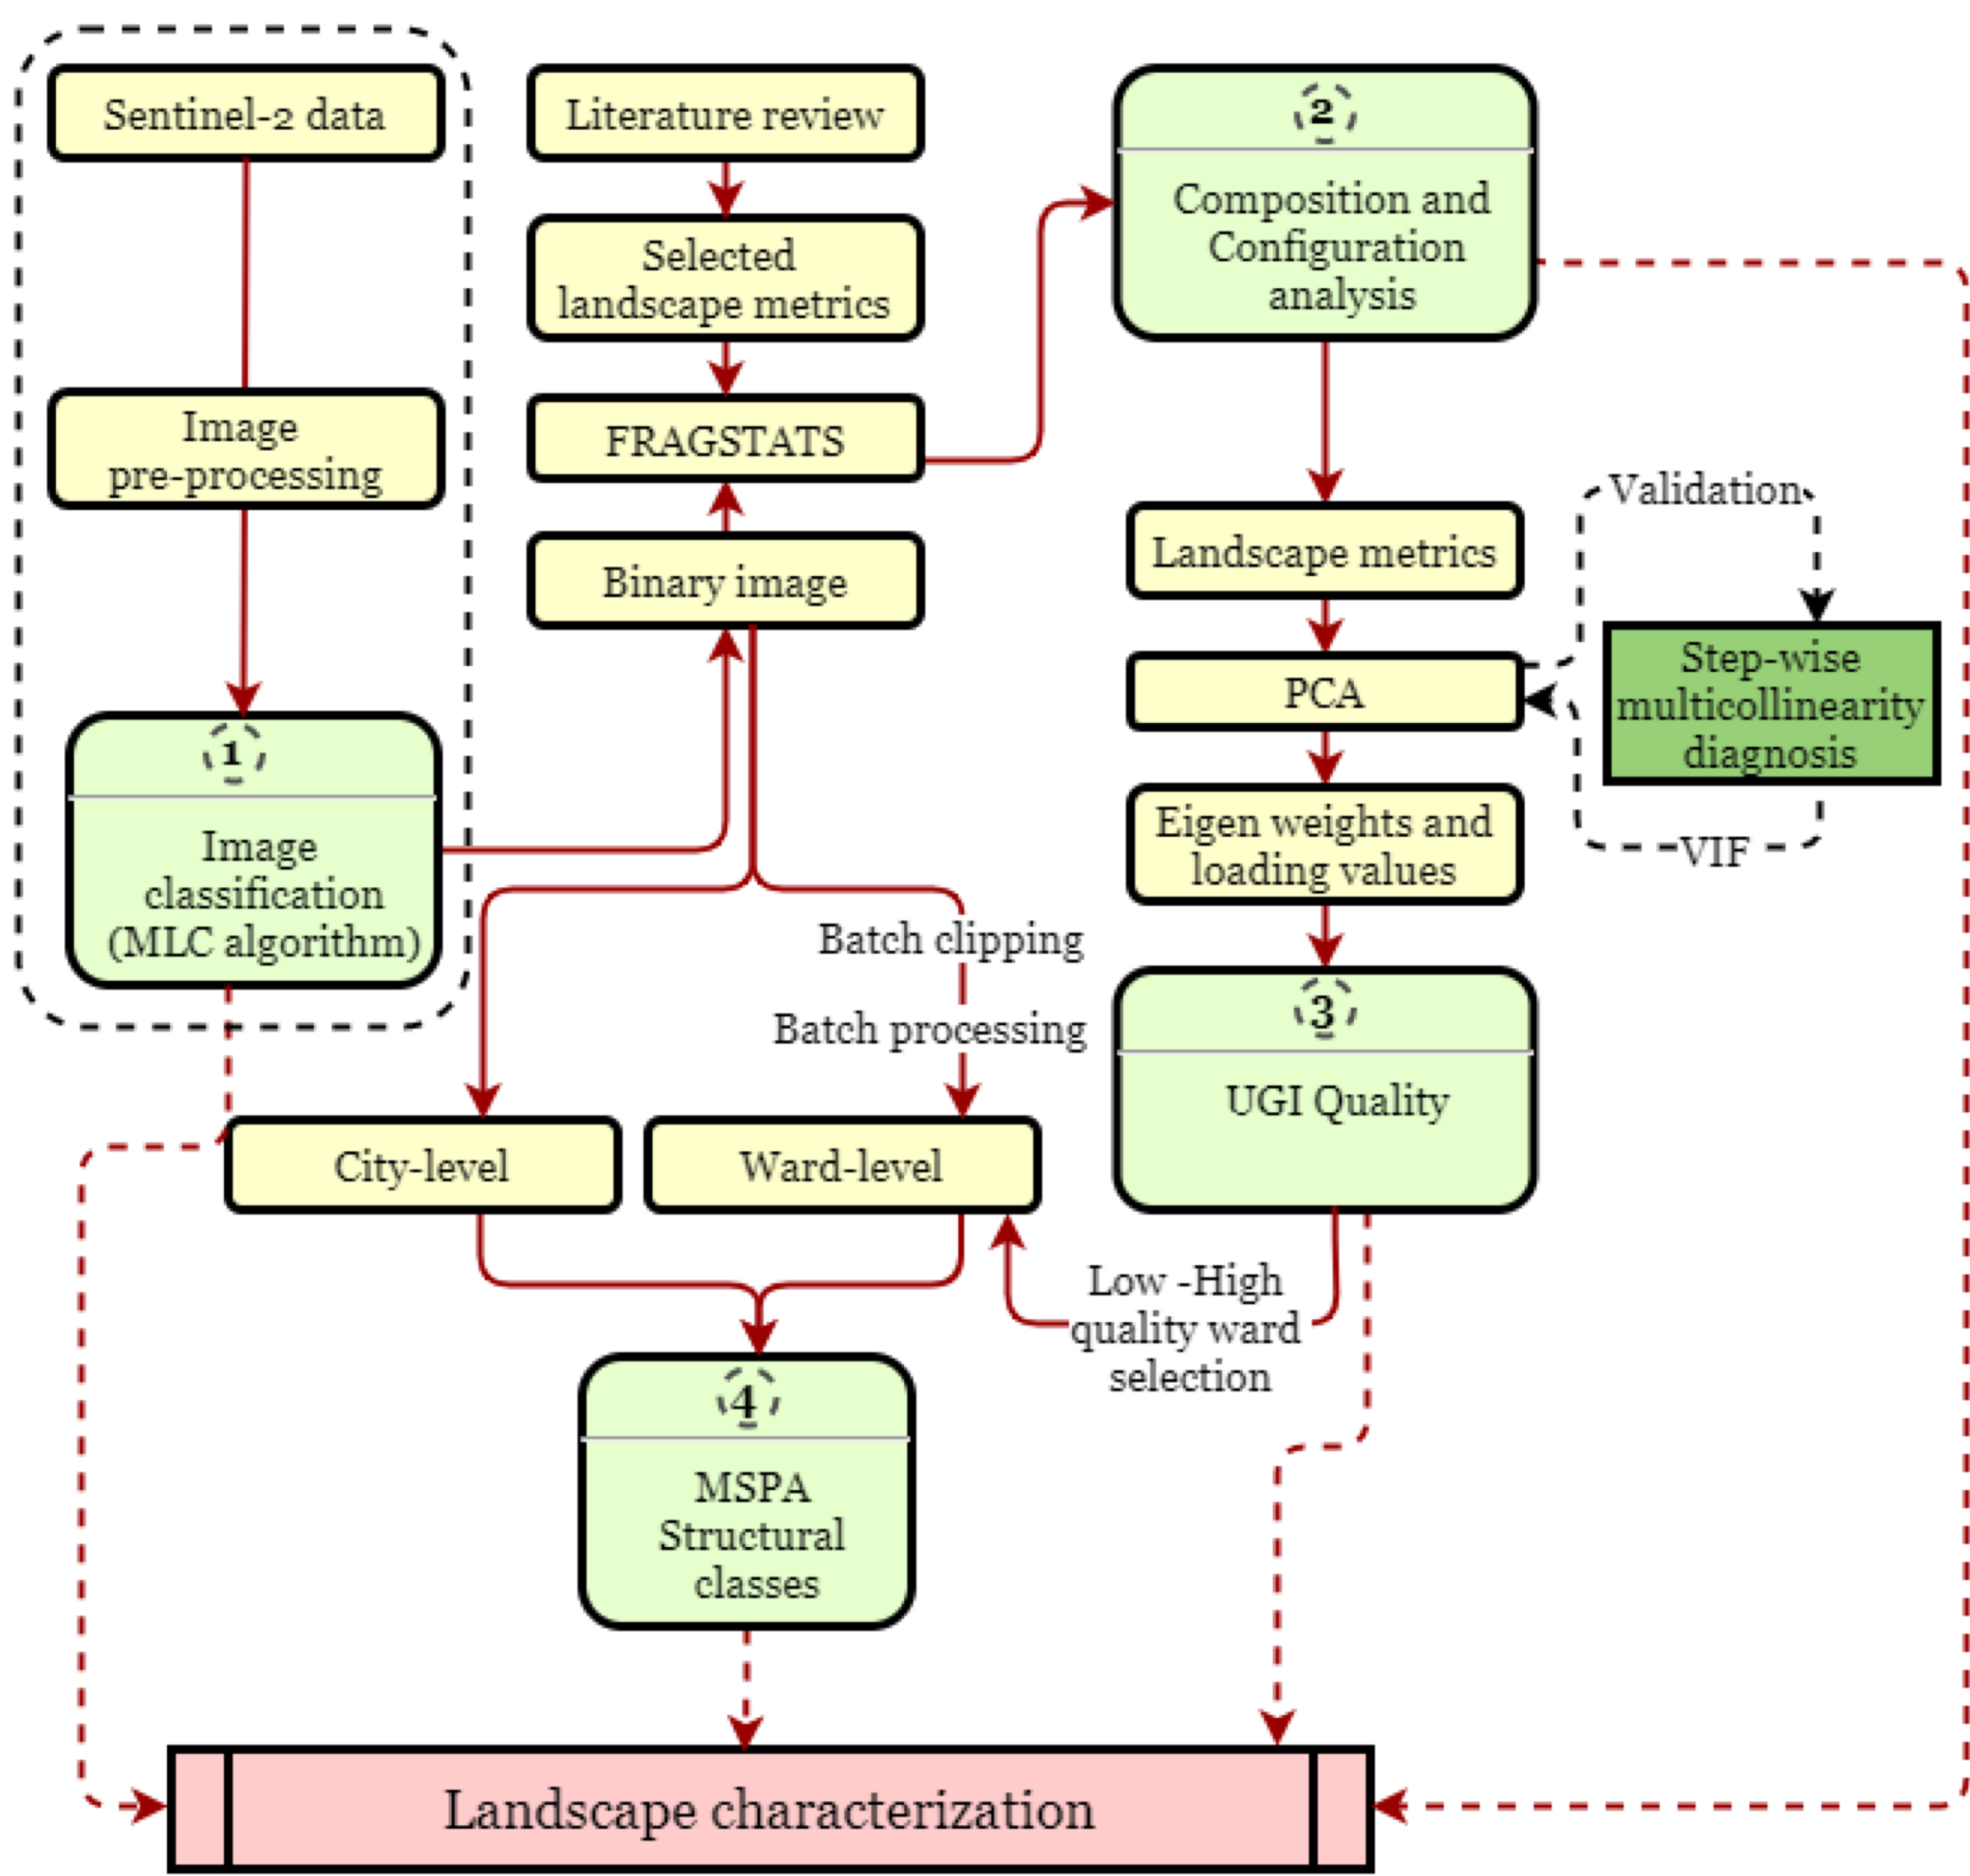 Sentinel-2 data
Image
pre-processing
1
Image
classification
(MLC algorithm)
Literature review
Selected
landscape metrics
FRAGSTATS
Binary image
Batch clipping
Batch processing
City-level
Ward-level
2
Composition and
Configuration
analysis
Landscape metrics
PCA
Eigen weights and
loading values
Validation
Step-wise
multicollinearity
diagnosis
VIF
3
UGI Quality
Low -High
quality ward
selection
4
MSPA
Structural
classes
Landscape characterization